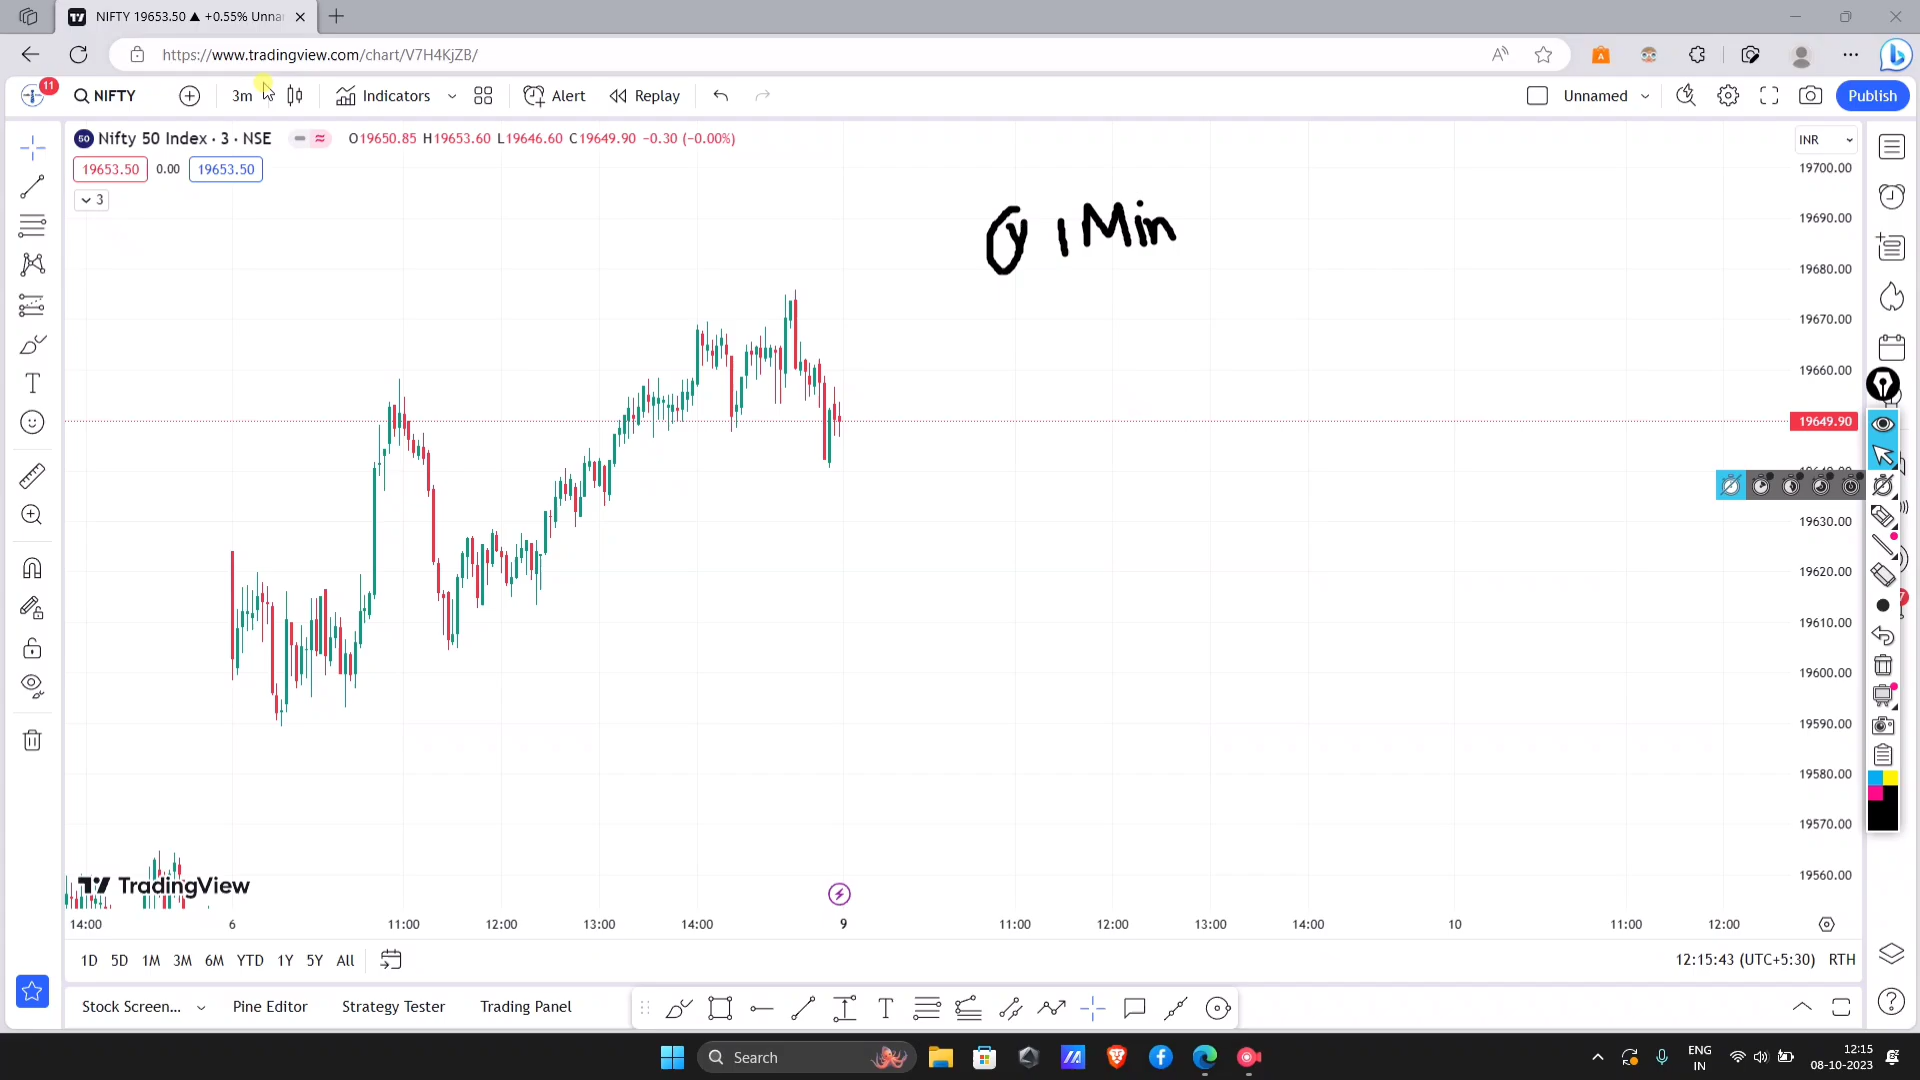 NIFTY 19653.50 ▲ +0.55% Unna
https://www.tradingview.com/chart/V7H4KjZB/
11 NIFTY 3m Indicators Alert Replay Unnamed Publish
Nifty 50 Index · 3 · NSE O19650.85 H19653.60 L19646.60 C19649.90 −0.30 (−0.00%) INR
19653.50 0.00 19653.50
3
1 Min
19700.00
19690.00
19680.00
19670.00
19660.00
19649.90
19630.00
19620.00
19610.00
19600.00
19590.00
19580.00
19570.00
19560.00
TradingView
14:00 6 11:00 12:00 13:00 14:00 9 11:00 12:00 13:00 14:00 10 11:00 12:00
1D 5D 1M 3M 6M YTD 1Y 5Y All 12:15:43 (UTC+5:30) RTH
Stock Screen... Pine Editor Strategy Tester Trading Panel
Search
ENG
IN
12:15
08-10-2023